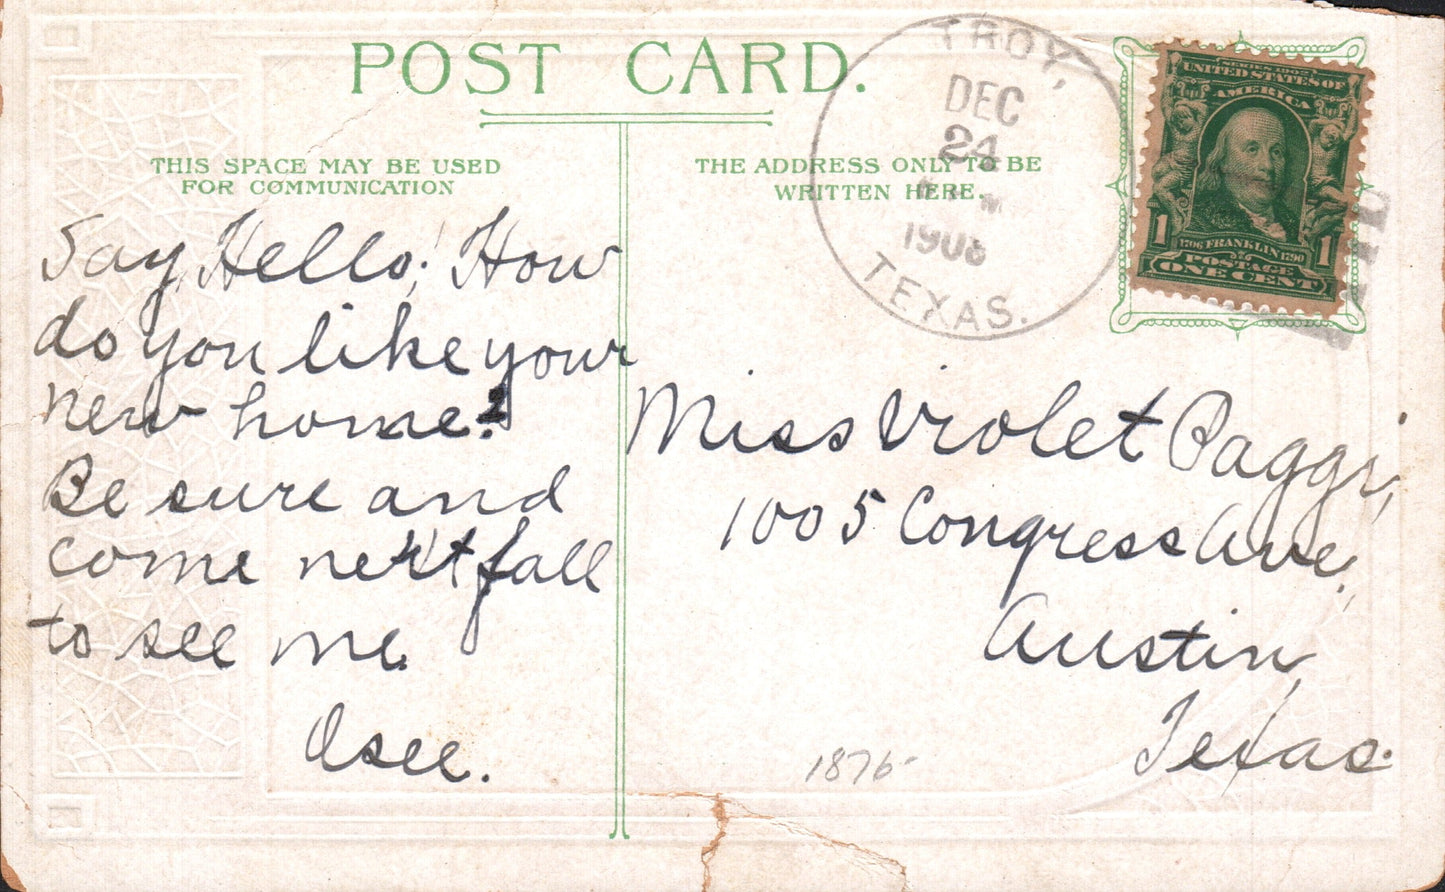 POST CARD.
THIS SPACE MAY BE USED
FOR COMMUNICATION
THE ADDRESS ONLY TO BE
WRITTEN HERE.
TROY,
DEC
24
M
1908
TEXAS.
SERIES 1902
UNITED STATES OF
AMERICA
1 1
1706 FRANKLIN 1790
POSTAGE
ONE CENT
Say, Hello! How
do you like your
new home?
Be sure and
come next fall
to see me.
Osee.
Miss Violet Paggi,
1005 Congress Ave,
Austin,
Texas.
1876-